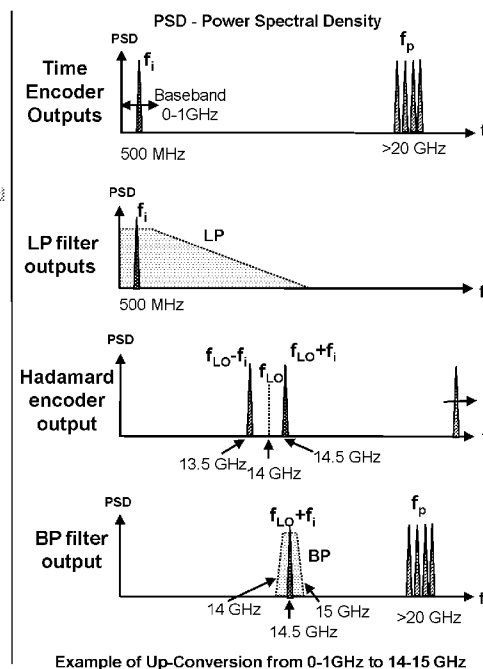 PSD - Power Spectral Density
PSD
fi
fp
Time
Encoder
Outputs
Baseband
0-1GHz
f
500 MHz
>20 GHz
PSD
fi
LP
LP filter
outputs
500 MHz
f
PSD
fLO-fi
fLO
fLO+fi
Hadamard
encoder
output
13.5 GHz
14 GHz
14.5 GHz
PSD
fLO+fi
fp
BP filter
output
BP
f
14 GHz
15 GHz
>20 GHz
14.5 GHz
Example of Up-Conversion from 0-1GHz to 14-15 GHz